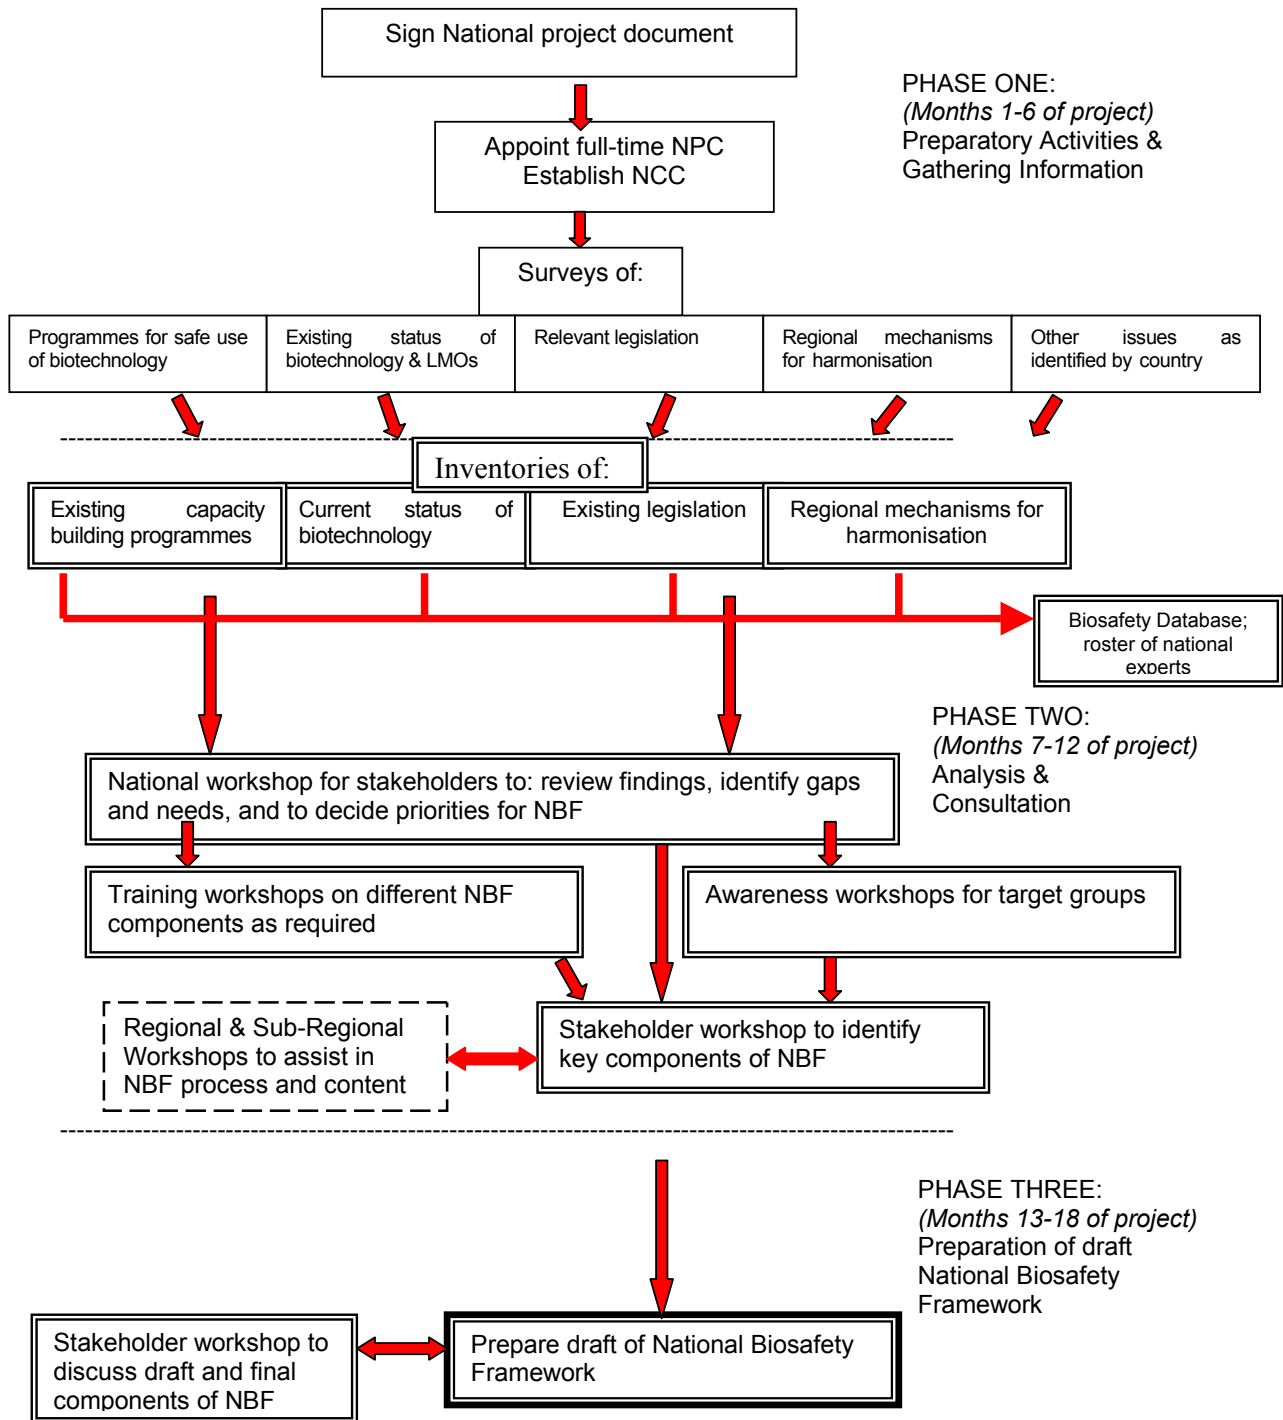 Sign National project document
PHASE ONE:
(Months 1-6 of project)
Preparatory Activities &
Gathering Information
Appoint full-time NPC
Establish NCC
Surveys of:
Programmes for safe use
of biotechnology
Existing status of
biotechnology & LMOs
Relevant legislation
Regional mechanisms
for harmonisation
Other issues as
identified by country
Inventories of:
Existing capacity
building programmes
Current status of
biotechnology
Existing legislation
Regional mechanisms for
harmonisation
Biosafety Database;
roster of national
experts
PHASE TWO:
(Months 7-12 of project)
Analysis &
Consultation
National workshop for stakeholders to: review findings, identify gaps
and needs, and to decide priorities for NBF
Training workshops on different NBF
components as required
Awareness workshops for target groups
Regional & Sub-Regional
Workshops to assist in
NBF process and content
Stakeholder workshop to identify
key components of NBF
PHASE THREE:
(Months 13-18 of project)
Preparation of draft
National Biosafety
Framework
Stakeholder workshop to
discuss draft and final
components of NBF
Prepare draft of National Biosafety
Framework